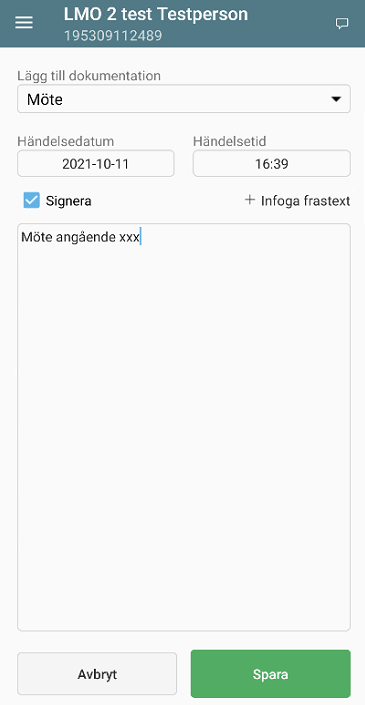 LMO 2 test Testperson
195309112489
Lägg till dokumentation
Möte
Händelsedatum Händelsetid
2021-10-11 16:39
Signera + Infoga frastext
Möte angående xxx
Avbryt Spara